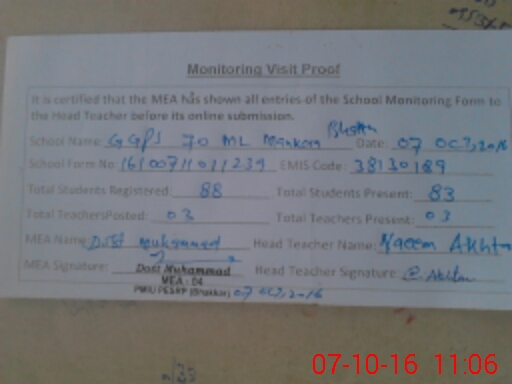 Monitoring Visit Proof
It is certified that the MEA has shown all entries of the School Monitoring Form to
the Head Teacher before its online submission.
School Name: GGPS 70 ML Bhakkar Date: 07 OCT, 2016
School Form No: EMIS Code: 38130189
Total Students Registered: 88 Total Students Present: 83
Total TeachersPosted: 03 Total Teachers Present: 03
MEA Name: Dost Muhammad Head Teacher Name: Naeem Akhtar
MEA Signature: Dost Muhammad Head Teacher Signature: Akhtar
MEA - 04
PMIU PESRP (Bhakkar) 07 OCT, 2016
07-10-16 11:06